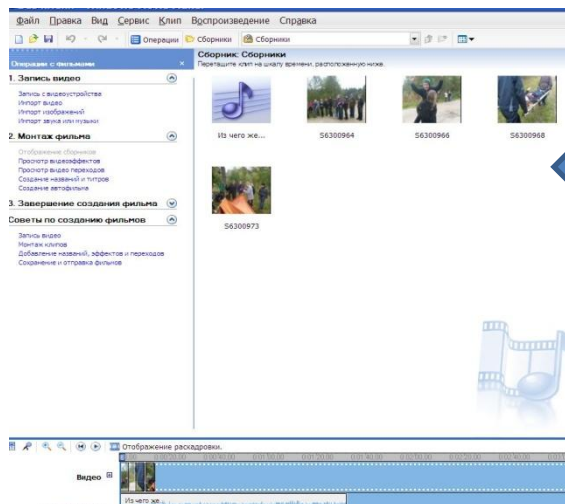 Файл Правка Вид Сервис Клип Воспроизведение Справка
Операции Сборники Сборники
Операции с фильмами ×
Сборник: Сборники
Перетащите клип на шкалу времени, расположенную ниже.
1. Запись видео
Запись с видеоустройства
Импорт видео
Импорт изображений
Импорт звука или музыки
2. Монтаж фильма
Отображение сборников
Просмотр видеоэффектов
Просмотр видео переходов
Создание названий и титров
Создание автофильма
3. Завершение создания фильма
Советы по созданию фильмов
Запись видео
Монтаж клипов
Добавление названий, эффектов и переходов
Сохранение и отправка фильмов
Из чего же...
S6300964
S6300966
S6300968
S6300973
Отображение раскадровки.
Видео
Из чего же